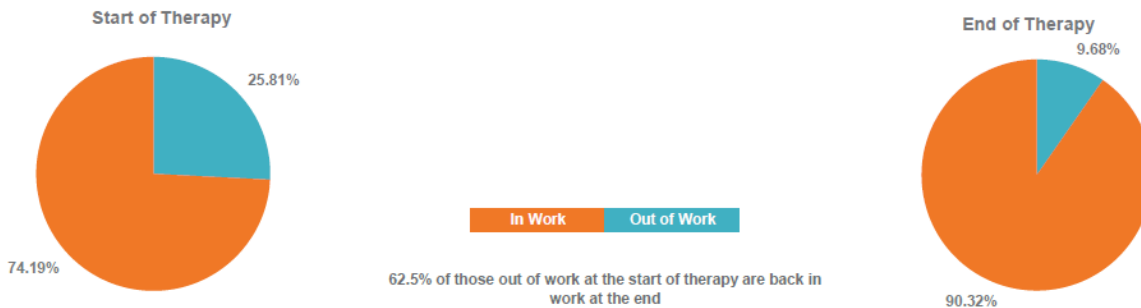 Start of Therapy
25.81%
74.19%
In Work
Out of Work
62.5% of those out of work at the start of therapy are back in
work at the end
End of Therapy
9.68%
90.32%